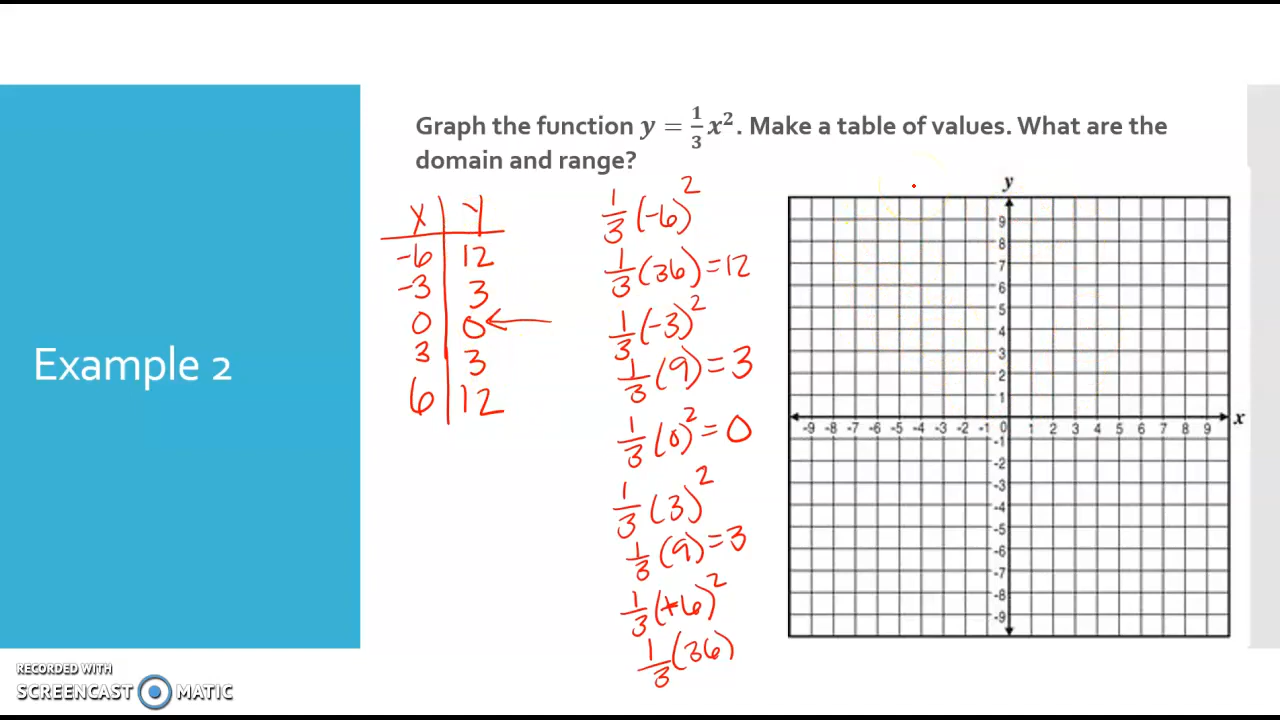 Graph the function y = 1/3 x². Make a table of values. What are the
domain and range?
Example 2
X Y
-6 12
-3 3
0 0
3 3
6 12
1/3 (-6)²
1/3 (36) = 12
1/3 (-3)²
1/3 (9) = 3
1/3 (0)² = 0
1/3 (3)²
1/3 (9) = 3
1/3 (+6)²
1/3 (36)
y
9
8
7
6
5
4
3
2
1
-9 -8 -7 -6 -5 -4 -3 -2 -1 0 1 2 3 4 5 6 7 8 9 x
-1
-2
-3
-4
-5
-6
-7
-8
-9
RECORDED WITH
SCREENCAST MATIC